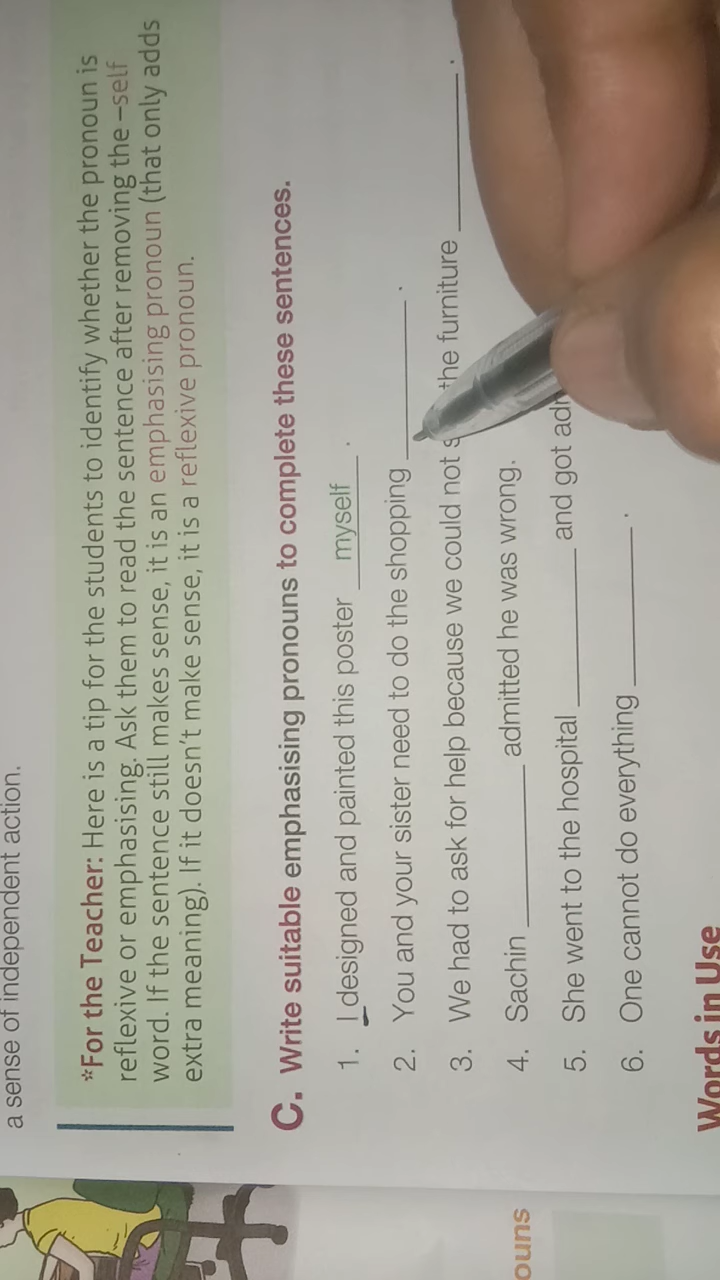 a sense of independent action.
*For the Teacher: Here is a tip for the students to identify whether the pronoun is
reflexive or emphasising. Ask them to read the sentence after removing the –self
word. If the sentence still makes sense, it is an emphasising pronoun (that only adds
extra meaning). If it doesn't make sense, it is a reflexive pronoun.
C. Write suitable emphasising pronouns to complete these sentences.
1. I designed and painted this poster myself.
2. You and your sister need to do the shopping ________.
3. We had to ask for help because we could not the furniture ________.
4. Sachin ________ admitted he was wrong.
5. She went to the hospital ________ and got
6. One cannot do everything ________.
Words in Use